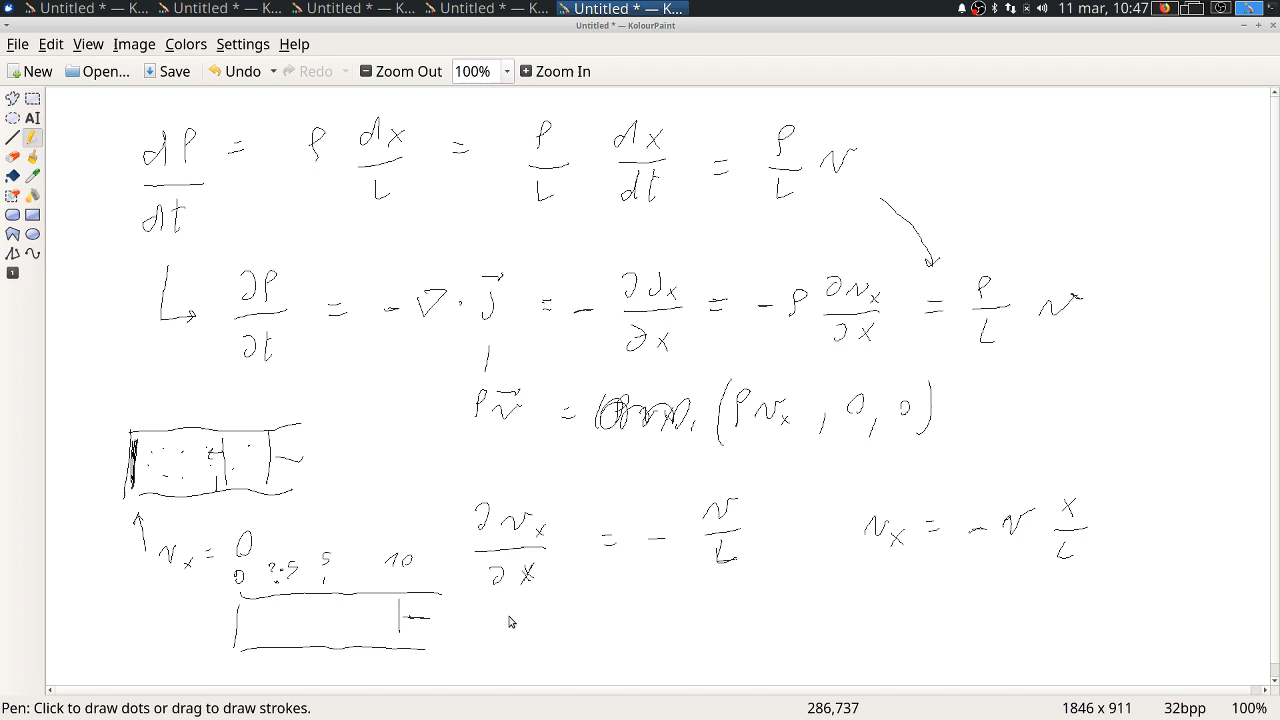 Untitled * — K... Untitled * — K... Untitled * — K... Untitled * — K... Untitled * — K... 11 mar, 10:47
Untitled * — KolourPaint
File Edit View Image Colors Settings Help
New Open... Save Undo Redo Zoom Out 100% Zoom In
dρ/dt = ρ dx/L = ρ/L dx/dt = ρ/L v
∂ρ/∂t = - ∇ · J = - ∂Jx/∂x = - ρ ∂vx/∂x = ρ/L v
ρv = (ρvx, 0, 0)
∂vx/∂x = - v/L vx = - v x/L
vx = 0
0 2.5 5 10
Pen: Click to draw dots or drag to draw strokes. 286,737 1846 x 911 32bpp 100%